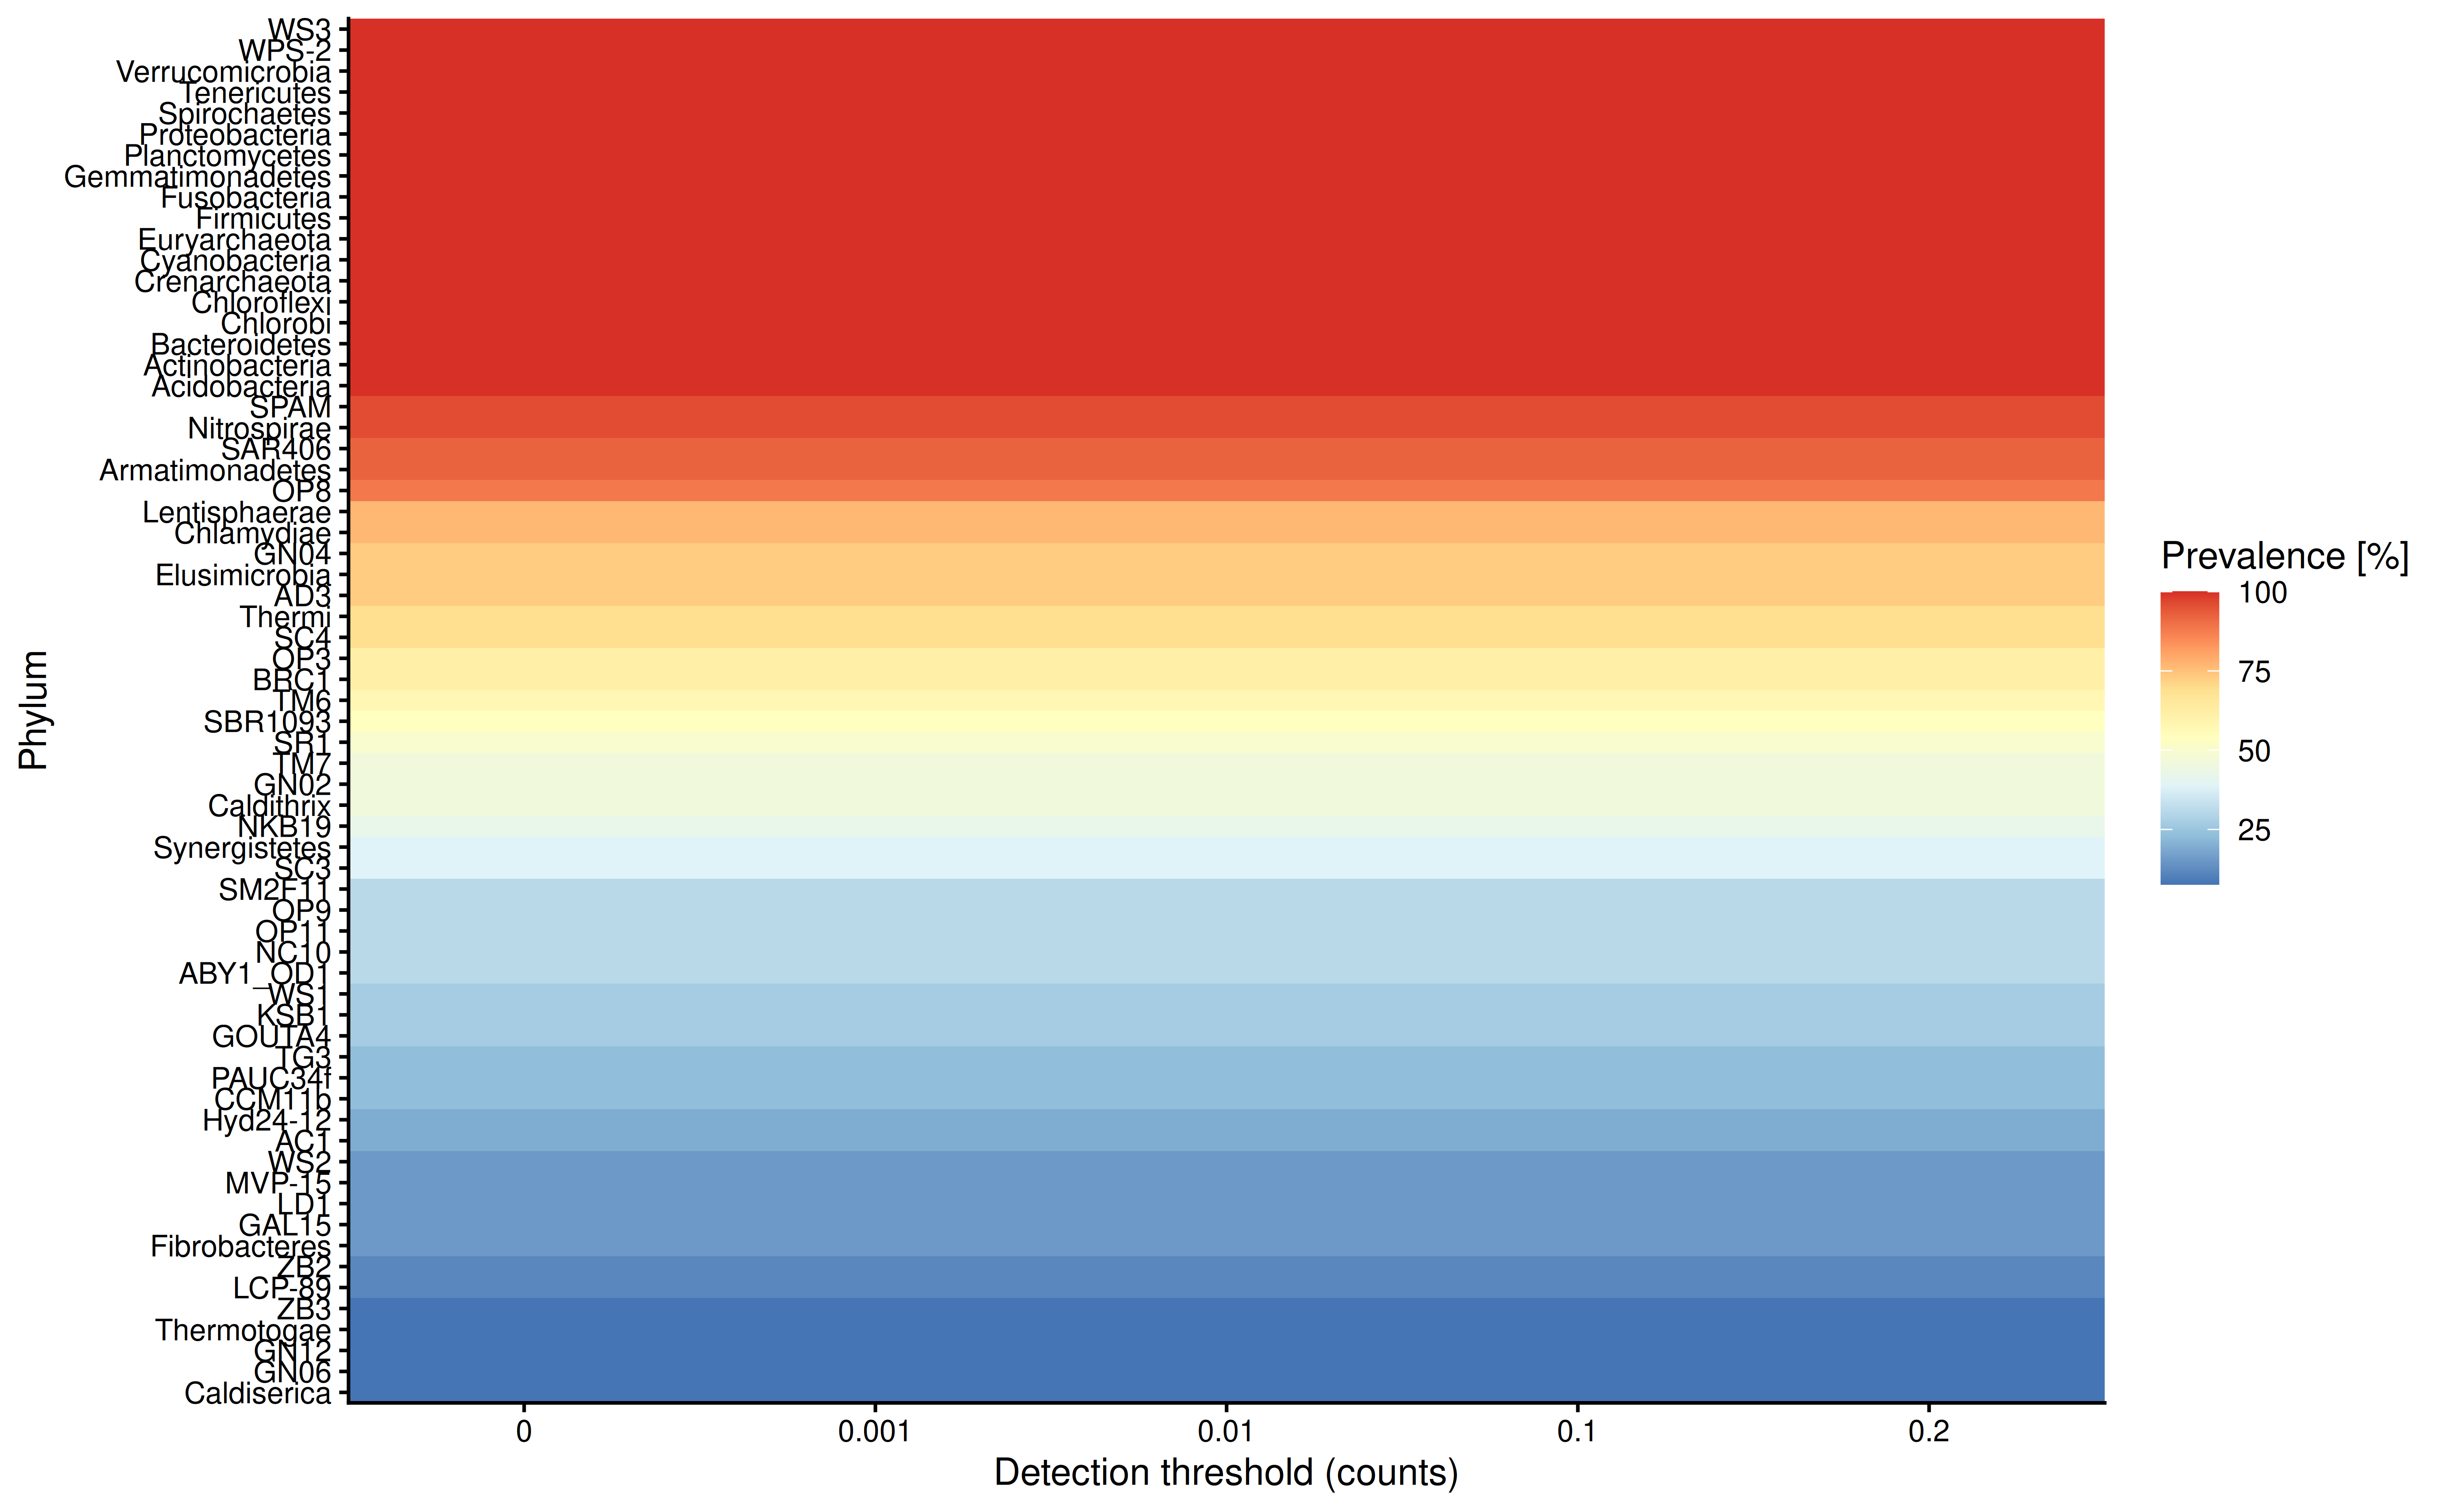 WS3
WPS-2
Verrucomicrobia
Tenericutes
Spirochaetes
Proteobacteria
Planctomycetes
Gemmatimonadetes
Fusobacteria
Firmicutes
Euryarchaeota
Cyanobacteria
Crenarchaeota
Chloroflexi
Chlorobi
Bacteroidetes
Actinobacteria
Acidobacteria
SPAM
Nitrospirae
SAR406
Armatimonadetes
OP8
Lentisphaerae
Chlamydiae
GN04
Elusimicrobia
AD3
Thermi
SC4
OP3
BRC1
TM6
SBR1093
SR1
TM7
GN02
Caldithrix
NKB19
Synergistetes
SC3
SM2F11
OP9
OP11
NC10
ABY1_OD1
WS1
KSB1
GOUTA4
TG3
PAUC34f
CCM11b
Hyd24-12
AC1
WS2
MVP-15
LD1
GAL15
Fibrobacteres
ZB2
LCP-89
ZB3
Thermotogae
GN12
GN06
Caldiserica
Phylum
0 0.001 0.01 0.1 0.2
Detection threshold (counts)
Prevalence [%]
100
75
50
25